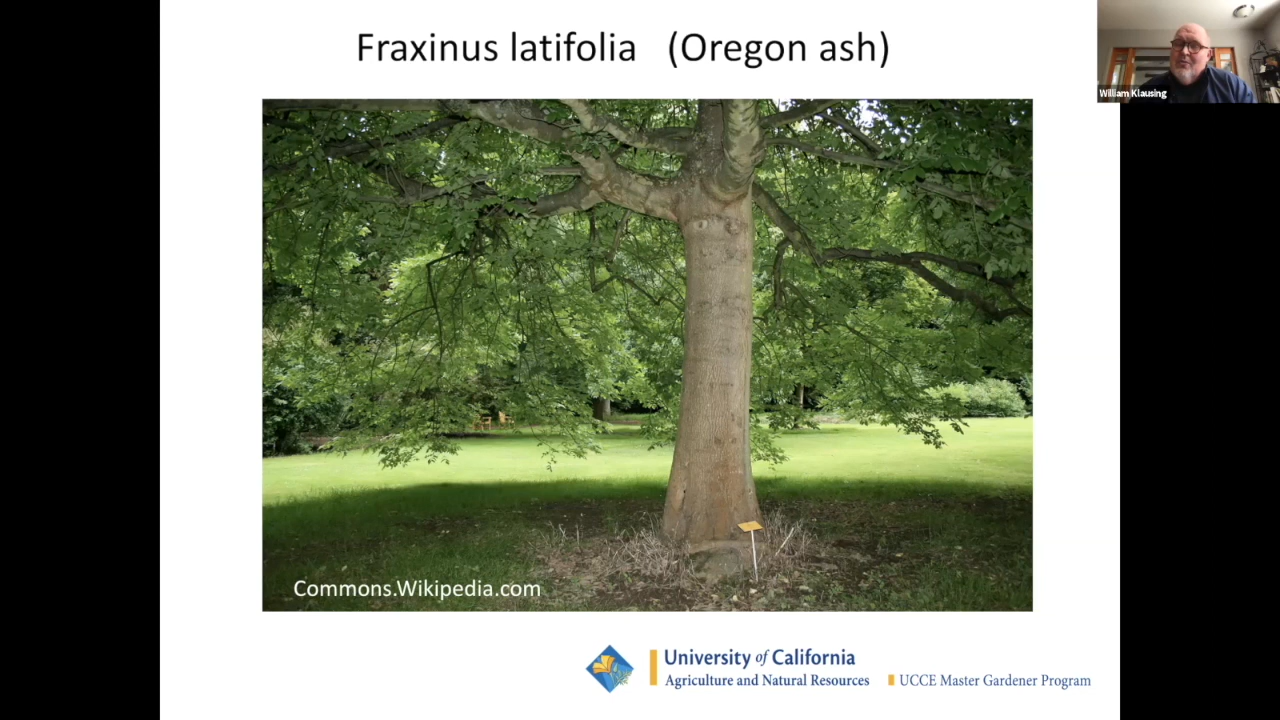 Fraxinus latifolia (Oregon ash)
William Klausing
Commons.Wikipedia.com
University of California
Agriculture and Natural Resources
UCCE Master Gardener Program